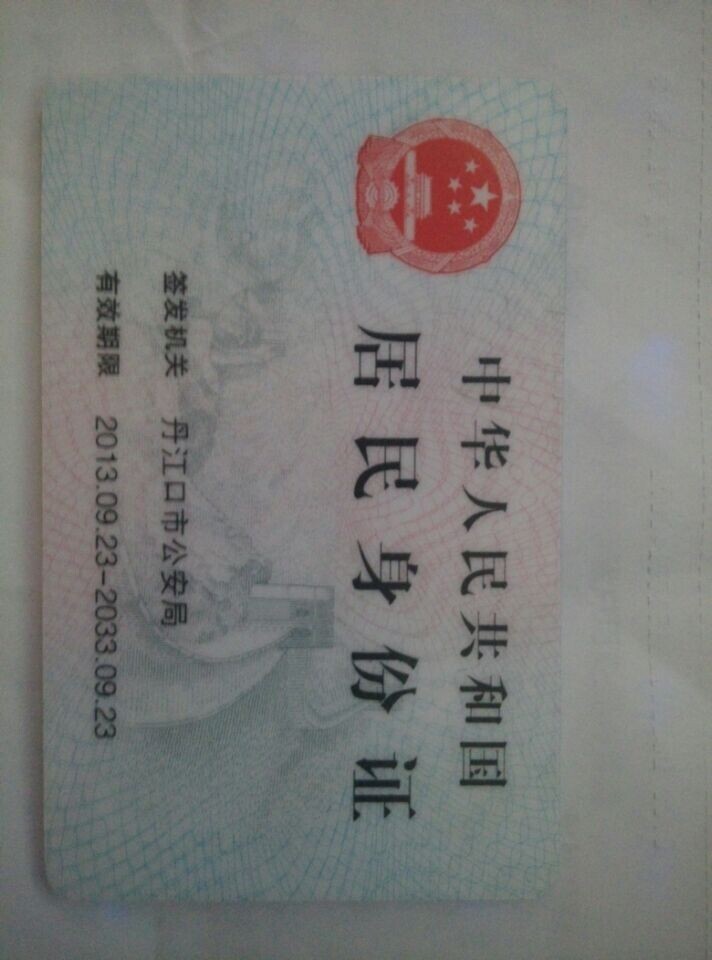 中华人民共和国
居民身份证
签发机关 丹江口市公安局
有效期限 2013.09.23-2033.09.23